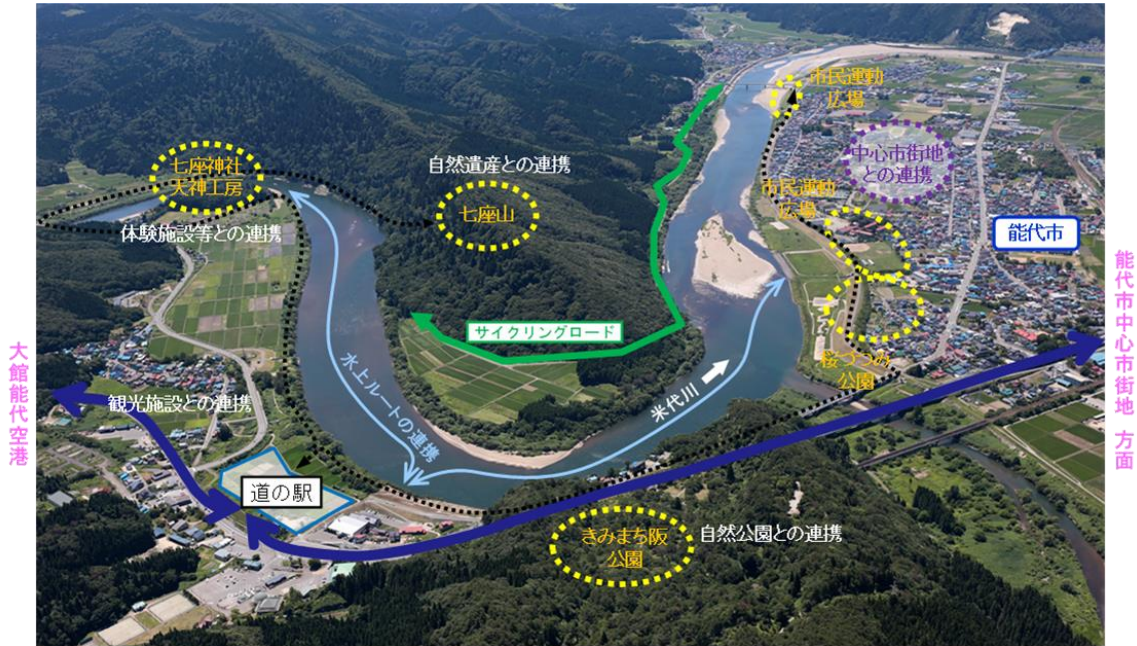 市民運動
広場
七座神社
天神工房
自然遺産との連携
中心市街地
との連携
七座山
市民運動
広場
体験施設等との連携
能代市
サイクリングロード
能代市中心市街地 方面
大館能代空港
水上ルートの連携
米代川
桜づつみ
公園
観光施設との連携
道の駅
きみまち阪
公園
自然公園との連携